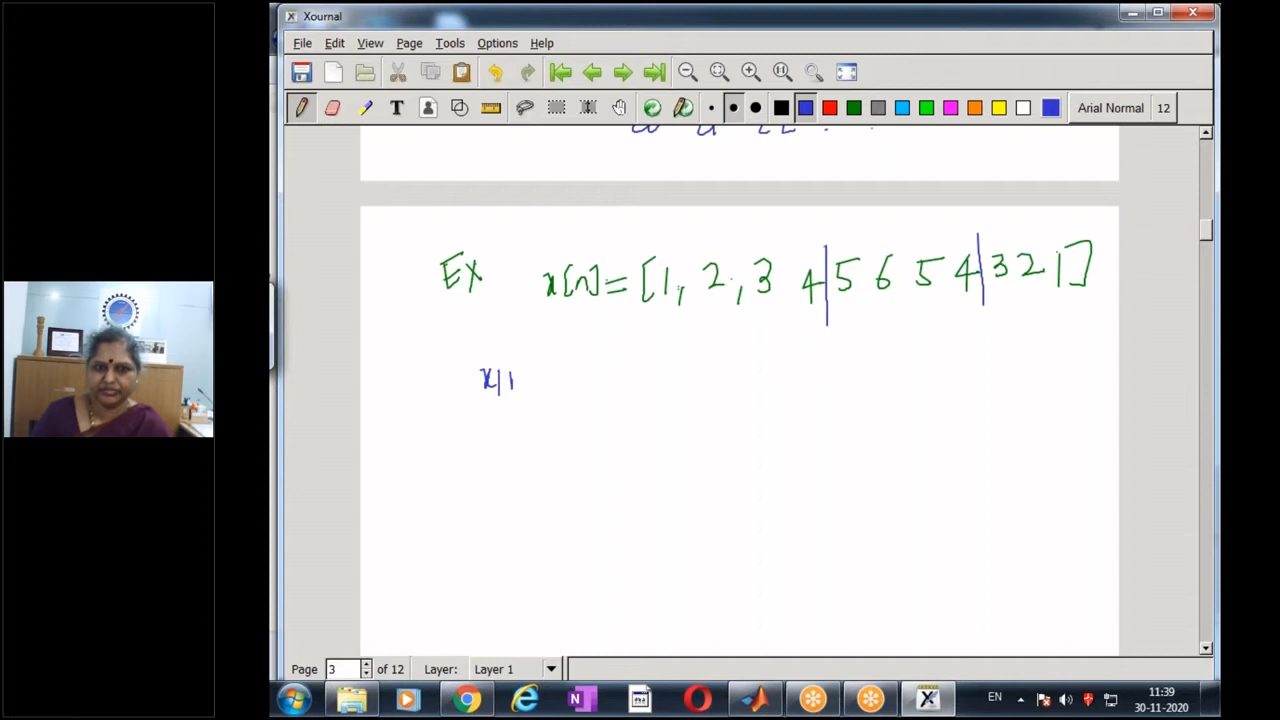 Xournal
File Edit View Page Tools Options Help
Arial Normal 12
Ex x[n]=[1, 2, 3 4|5 6 5 4|3 2 1]
x|1
Page 3 of 12 Layer: Layer 1
EN
11:39
30-11-2020